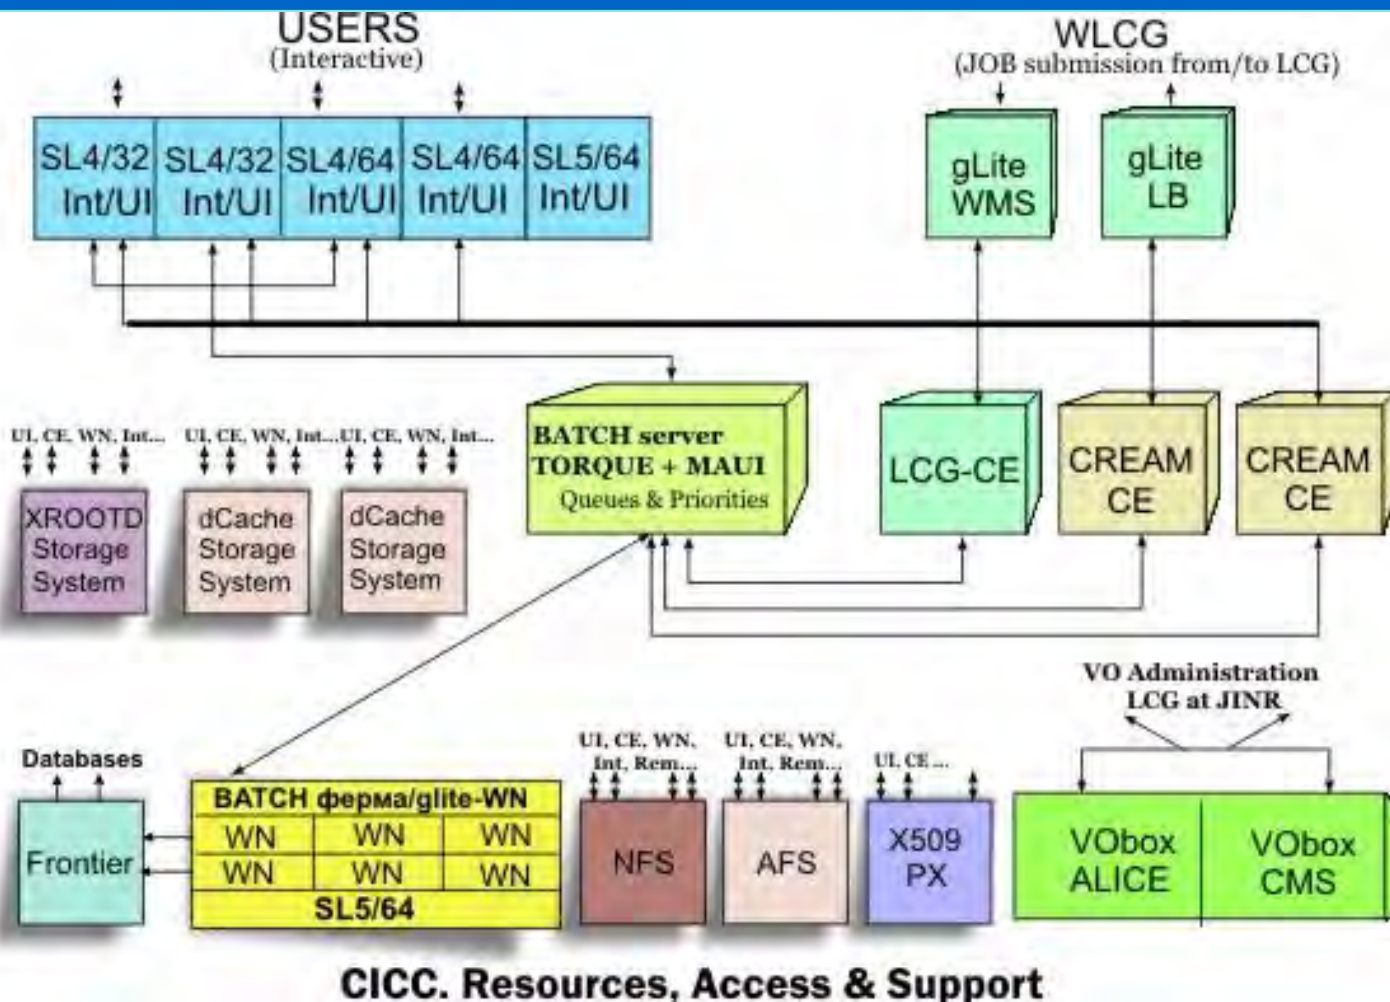 USERS
(Interactive)
WLCG
(JOB submission from/to LCG)
SL4/32
Int/UI
SL4/32
Int/UI
SL4/64
Int/UI
SL4/64
Int/UI
SL5/64
Int/UI
gLite
WMS
gLite
LB
UI, CE, WN, Int...
UI, CE, WN, Int...
UI, CE, WN, Int...
XROOTD
Storage
System
dCache
Storage
System
dCache
Storage
System
BATCH server
TORQUE + MAUI
Queues & Priorities
LCG-CE
CREAM
CE
CREAM
CE
VO Administration
LCG at JINR
Databases
Frontier
BATCH ферма/glite-WN
WN WN WN
WN WN WN
SL5/64
UI, CE, WN,
Int, Rem...
NFS
UI, CE, WN,
Int, Rem...
AFS
UI, CE ...
X509
PX
VObox
ALICE
VObox
CMS
CICC. Resources, Access & Support